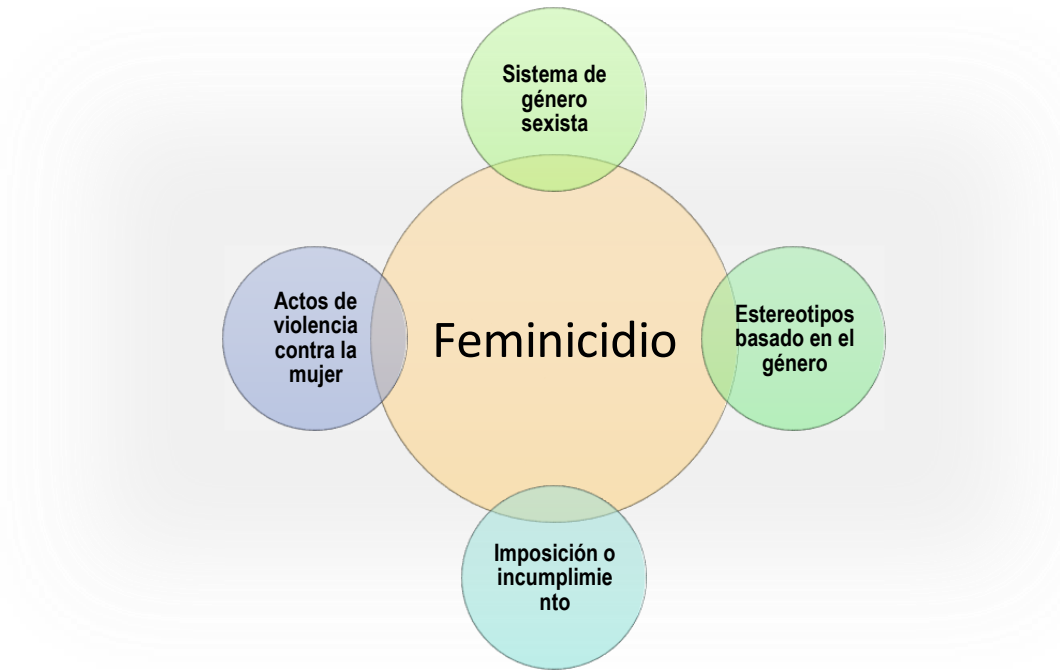 Sistema de
género
sexista
Actos de
violencia
contra la
mujer
Feminicidio
Estereotipos
basado en el
género
Imposición o
incumplimie
nto